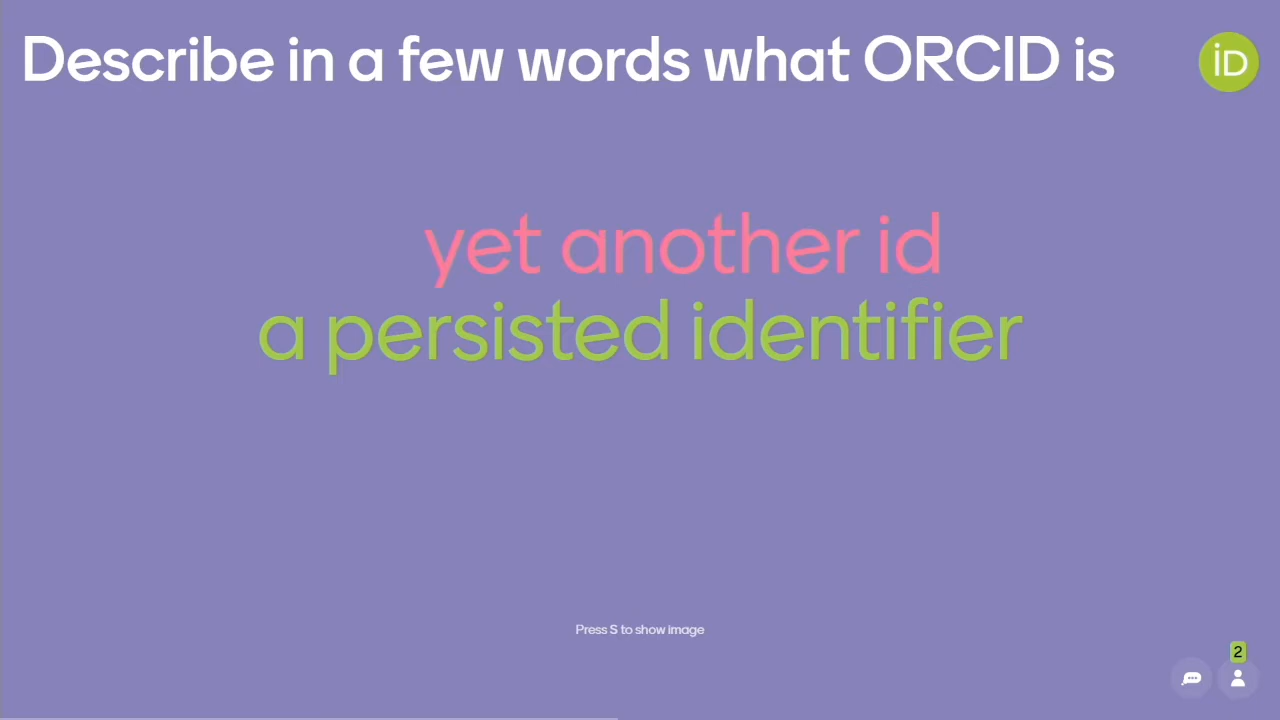 Describe in a few words what ORCID is
iD
yet another id
a persisted identifier
Press S to show image
2